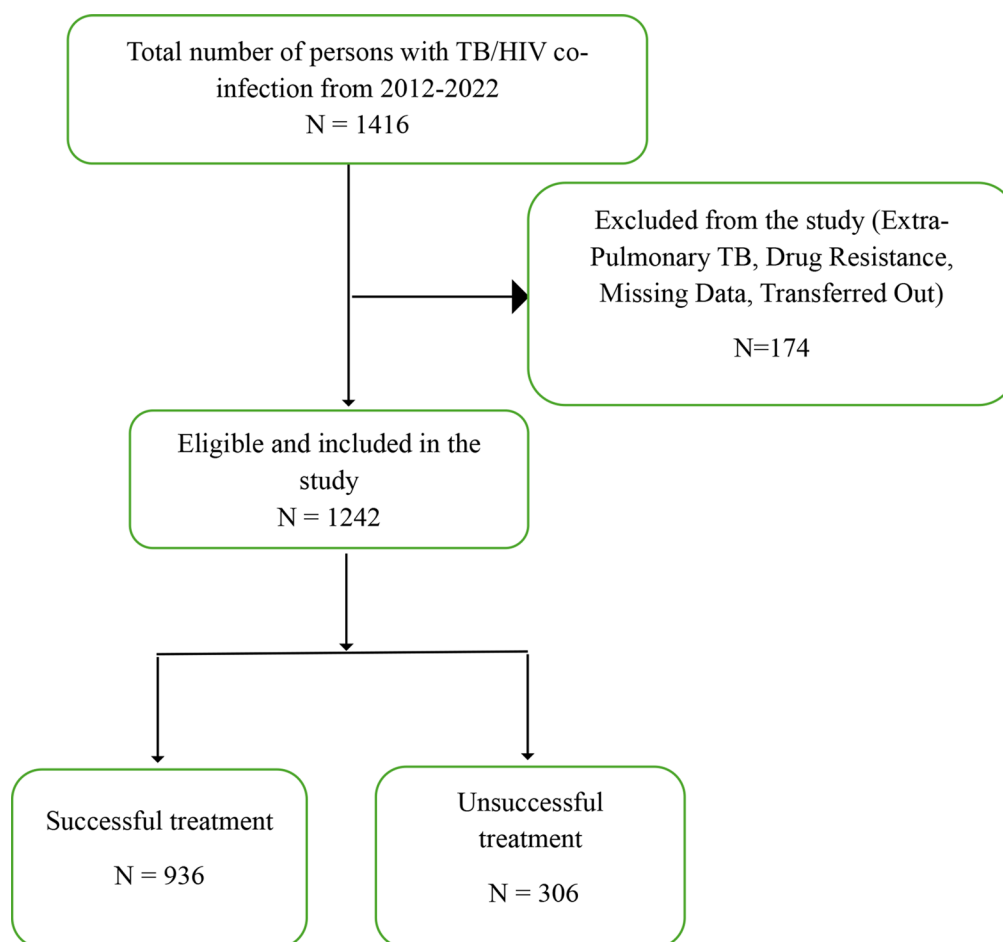 Total number of persons with TB/HIV co-
infection from 2012-2022
N = 1416
Excluded from the study (Extra-
Pulmonary TB, Drug Resistance,
Missing Data, Transferred Out)
N=174
Eligible and included in the
study
N = 1242
Successful treatment
N = 936
Unsuccessful
treatment
N = 306